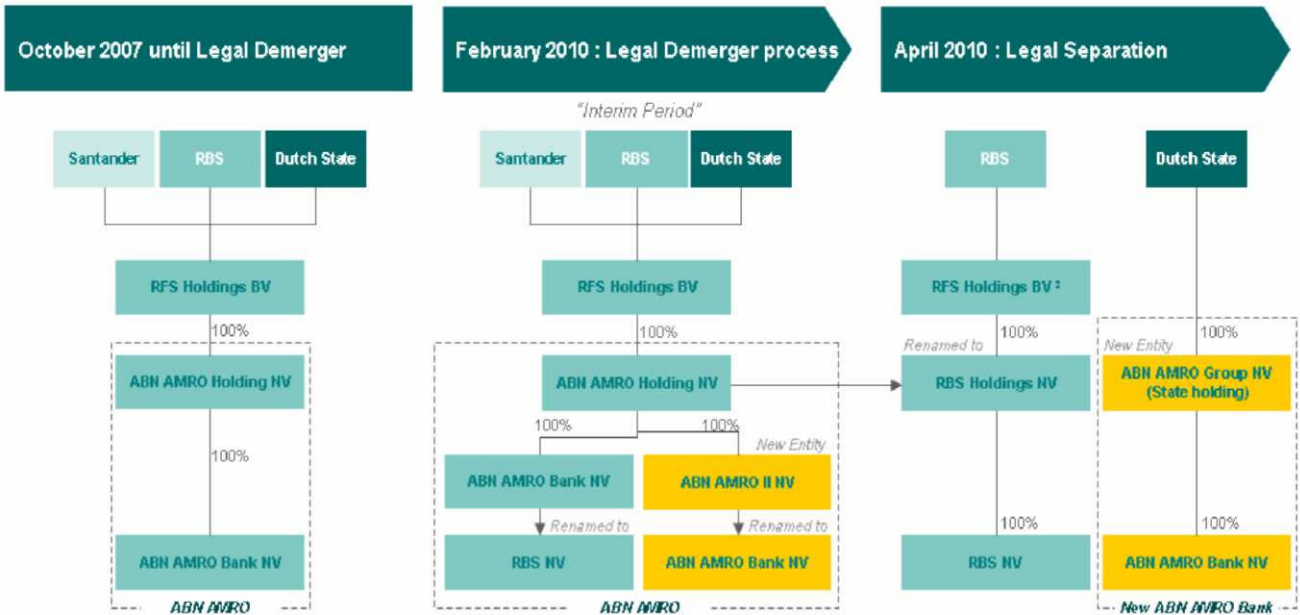 October 2007 until Legal Demerger
February 2010 : Legal Demerger process
April 2010 : Legal Separation
"Interim Period"
Santander
RBS
Dutch State
Santander
RBS
Dutch State
RBS
Dutch State
RFS Holdings BV
RFS Holdings BV
RFS Holdings BV
100%
100%
100%
100%
Renamed to
New Entity
ABN AMRO Holding NV
ABN AMRO Holding NV
RBS Holdings NV
ABN AMRO Group NV
(State holding)
100%
100%
100%
New Entity
ABN AMRO Bank NV
ABN AMRO II NV
Renamed to
Renamed to
100%
100%
ABN AMRO Bank NV
RBS NV
ABN AMRO Bank NV
RBS NV
ABN AMRO Bank NV
ABN AMRO
ABN AMRO
New ABN AMRO Bank